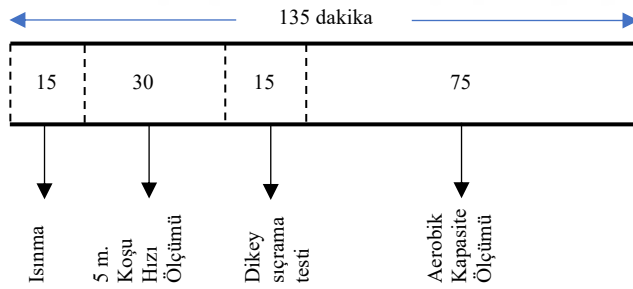 135 dakika
15
30
15
75
Isınma
5 m.
Koşu
Hızı
Ölçümü
Dikey
sıçrama
testi
Aerobik
Kapasite
Ölçümü